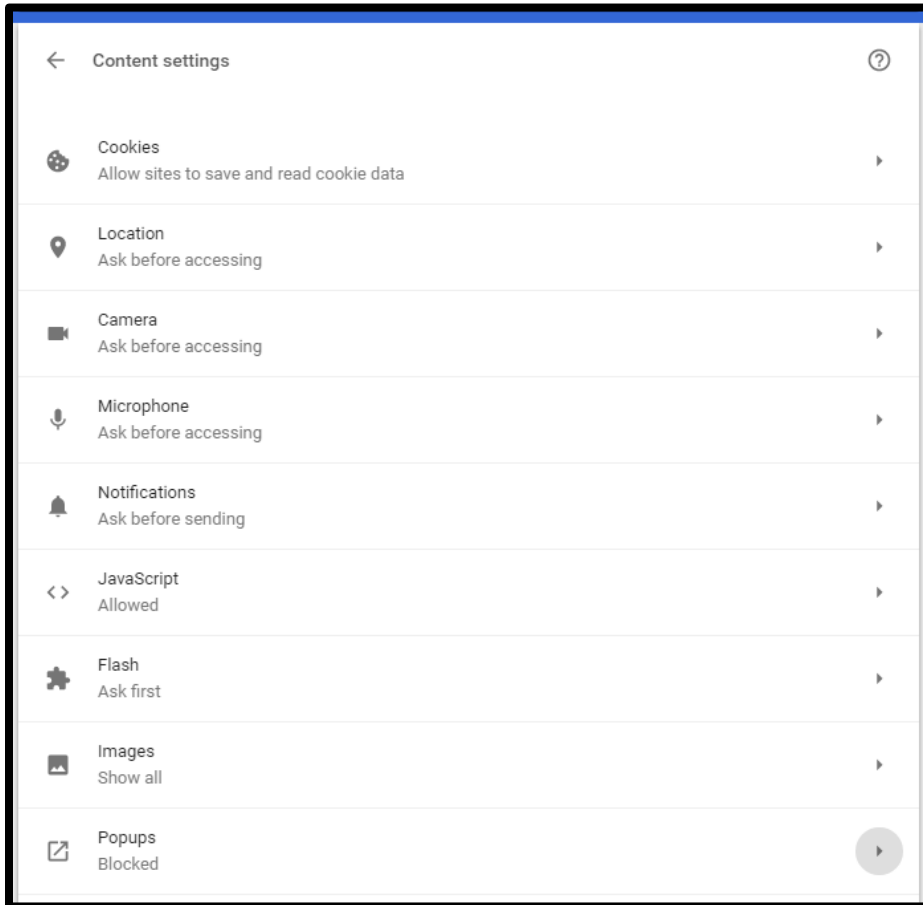 Content settings
Cookies
Allow sites to save and read cookie data
Location
Ask before accessing
Camera
Ask before accessing
Microphone
Ask before accessing
Notifications
Ask before sending
JavaScript
Allowed
Flash
Ask first
Images
Show all
Popups
Blocked